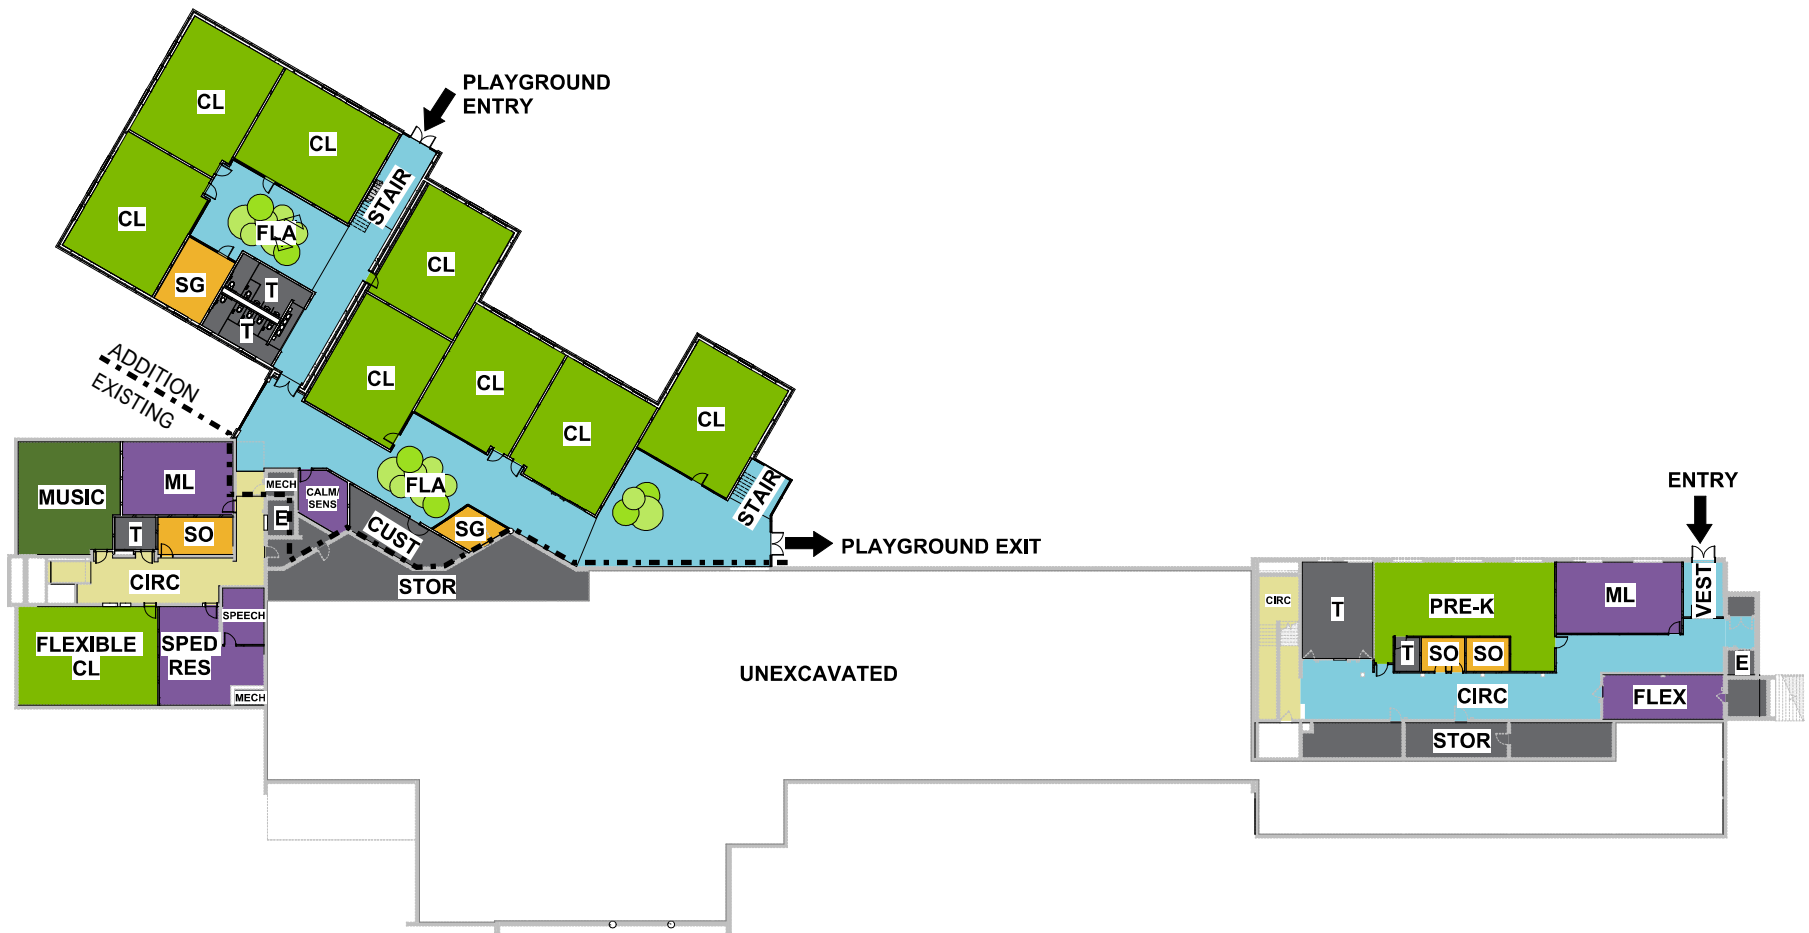 PLAYGROUND
ENTRY
CL
CL
CL
STAIR
FLA
CL
SG
T
T
ADDITION
EXISTING
CL
CL
CL
CL
STAIR
FLA
MECH
CALM/
SENS
E
CUST
SG
PLAYGROUND EXIT
STOR
MUSIC
ML
T
SO
CIRC
SPEECH
FLEXIBLE
CL
SPED
RES
MECH
UNEXCAVATED
ENTRY
CIRC
T
PRE-K
ML
VEST
T
SO
SO
E
CIRC
FLEX
STOR